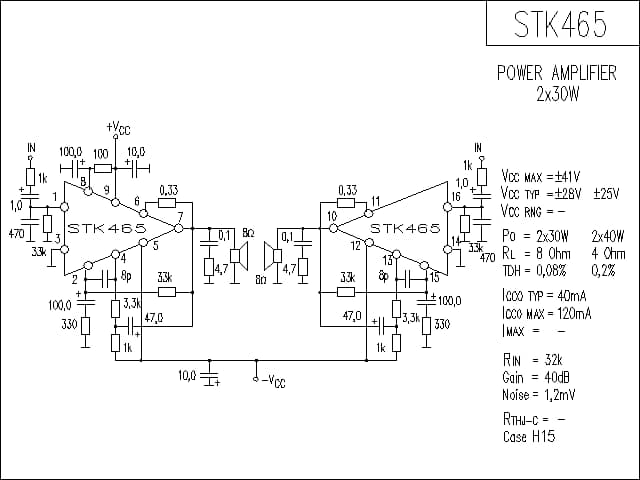 STK465
POWER AMPLIFIER
2x30W
+VCC
IN
100,0
100
10,0
1k
8
9
1
1,0
470
33k
3
STK465
6
0,33
7
5
4
2
8p
33k
3,3k
100,0
330
47,0
1k
10,0
-VCC
0,1
8Ω
4,7
IN
1k
1,0
16
0,33
11
10
STK465
12
13
14
15
33k
470
0,1
4,7
8Ω
33k
8p
100,0
3,3k
330
47,0
1k
VCC MAX =±41V
VCC TYP =±28V ±25V
VCC RNG = -
PO = 2x30W 2x40W
RL = 8 Ohm 4 Ohm
TDH = 0,08% 0,2%
ICCO TYP = 40mA
ICCO MAX = 120mA
IMAX = -
RIN = 32k
Gain = 40dB
Noise = 1,2mV
RTHJ-C = -
Case H15